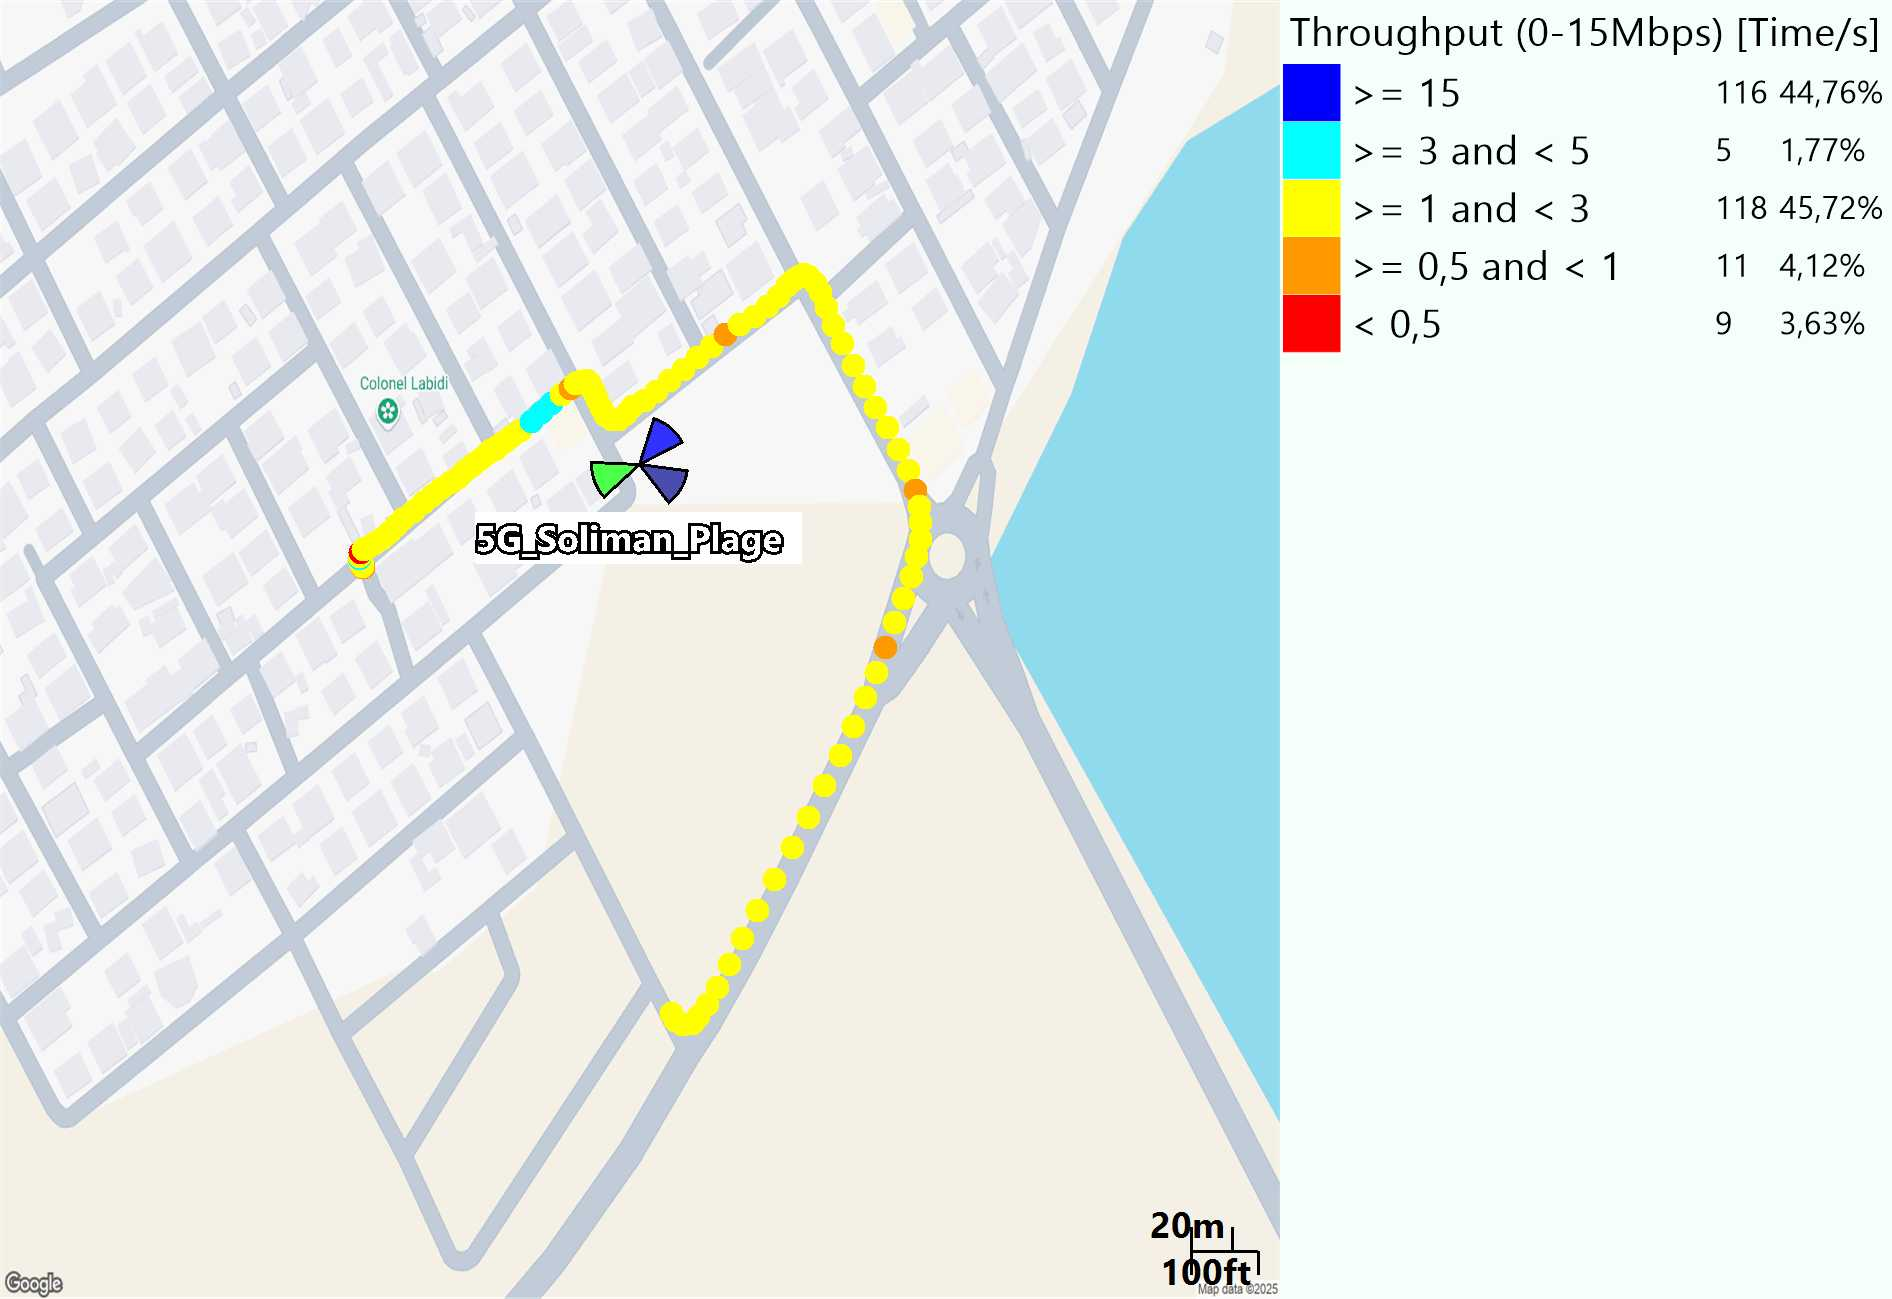 Throughput (0-15Mbps) [Time/s]
>= 15 116 44,76%
>= 3 and < 5 5 1,77%
>= 1 and < 3 118 45,72%
>= 0,5 and < 1 11 4,12%
< 0,5 9 3,63%
Colonel Labidi
5G_Soliman_Plage
20m
100ft
Google
Map data ©2025